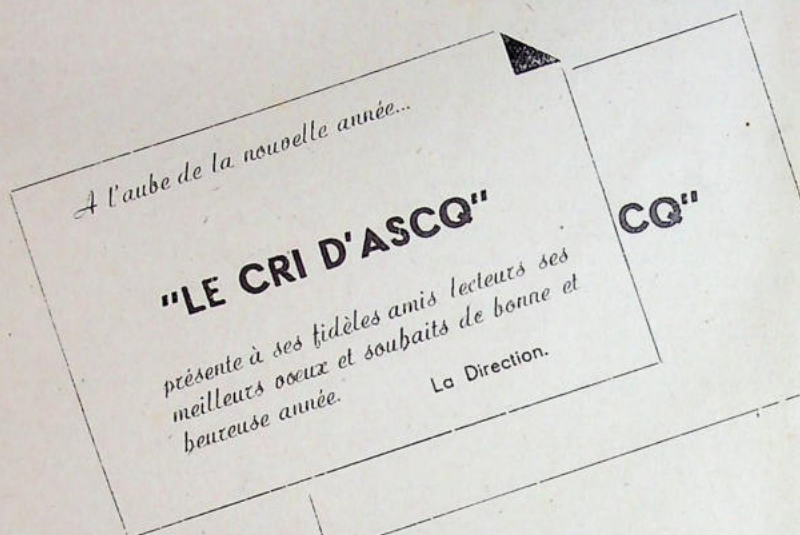 A l'aube de la nouvelle année...
"LE CRI D'ASCQ"
CQ"
présente à ses fidèles amis lecteurs ses
meilleurs voeux et souhaits de bonne et
heureuse année.
La Direction.